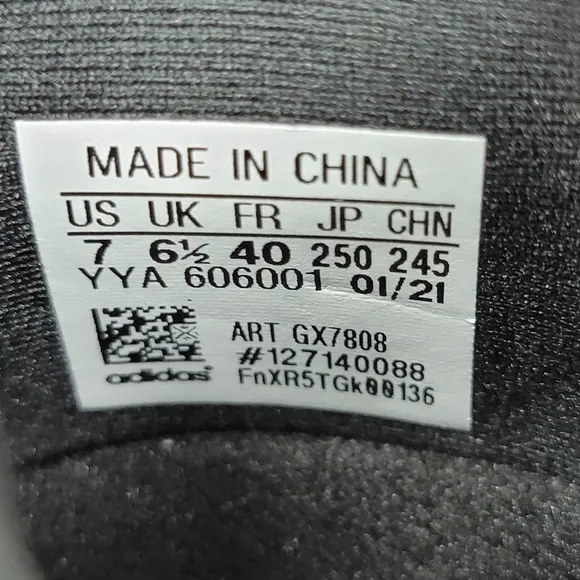 MADE IN CHINA
US UK FR JP CHN
7 6½ 40 250 245
YYA 606001 01/21
ART GX7808
#127140088
adidas FnXR5TGk00136